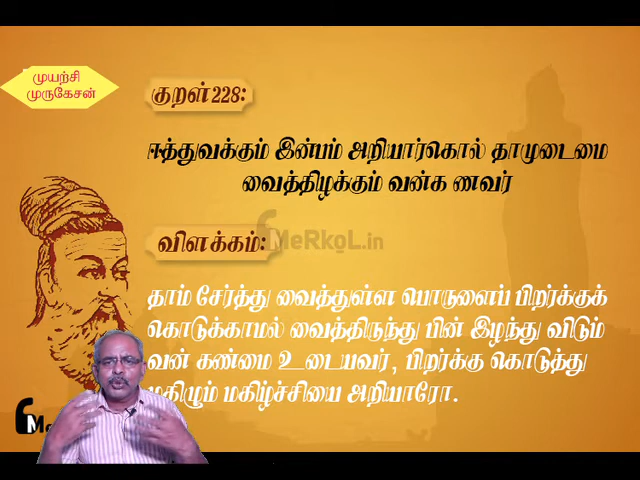 முயற்சி
முருகேசன்
குறள் 228:
ஈத்துவக்கும் இன்பம் அறியார்கொல் தாமுடைமை
வைத்திழக்கும் வன்க ணவர்
MeRkoL.in
விளக்கம்:
தாம் சேர்த்து வைத்துள்ள பொருளைப் பிறர்க்குக்
கொடுக்காமல் வைத்திருந்து பின் இழந்து விடும்
வன் கண்மை உடையவர், பிறர்க்கு கொடுத்து
மகிழும் மகிழ்ச்சியை அறியாரோ.